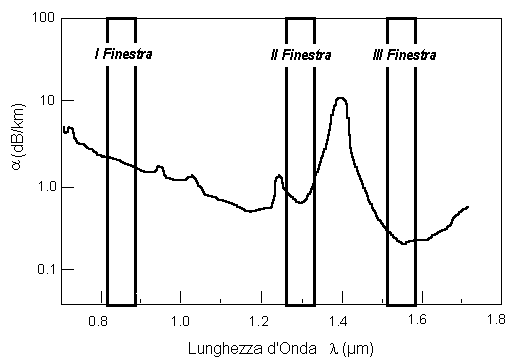 100
I Finestra
II Finestra
III Finestra
10
α (dB/km)
1.0
0.1
0.8
1.0
1.2
1.4
1.6
1.8
Lunghezza d'Onda λ (µm)